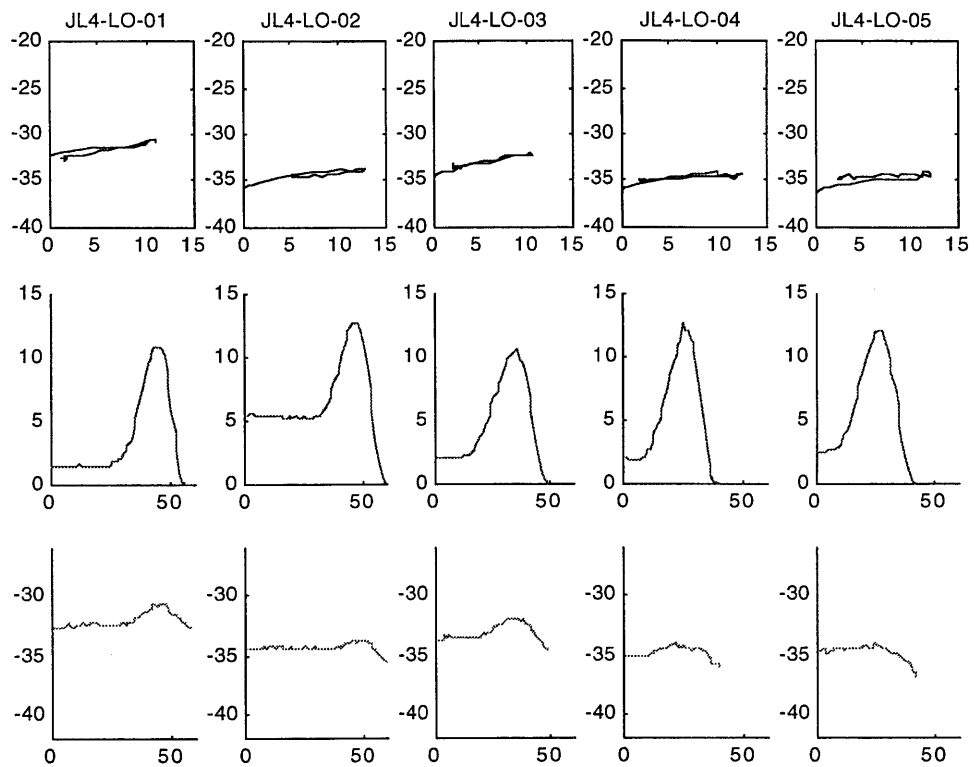 JL4-LO-01 JL4-LO-02 JL4-LO-03 JL4-LO-04 JL4-LO-05
-20 -20 -20 -20 -20
-25 -25 -25 -25 -25
-30 -30 -30 -30 -30
-35 -35 -35 -35 -35
-40 -40 -40 -40 -40
0 5 10 15 0 5 10 15 0 5 10 15 0 5 10 15 0 5 10 15
15 15 15 15 15
10 10 10 10 10
5 5 5 5 5
0 0 0 0 0
0 50 0 50 0 50 0 50 0 50
-30 -30 -30 -30 -30
-35 -35 -35 -35 -35
-40 -40 -40 -40 -40
0 50 0 50 0 50 0 50 0 50